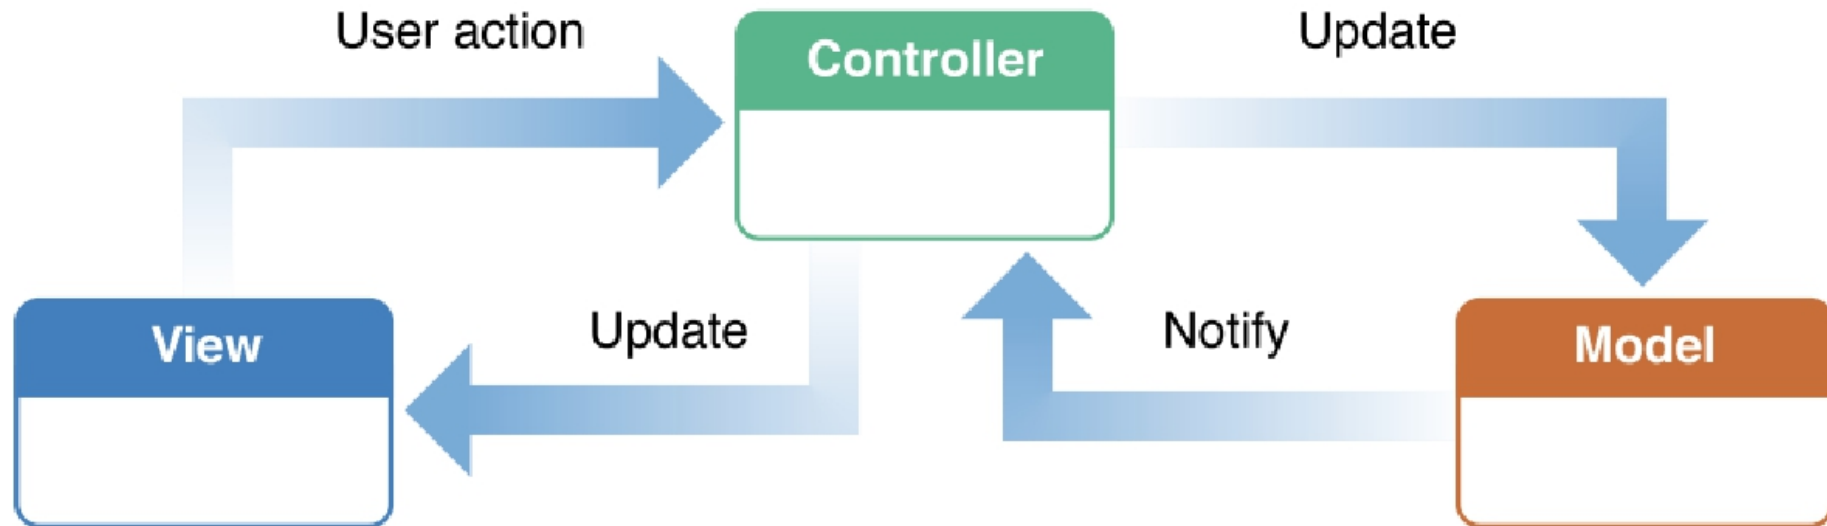 User action
Controller
Update
View
Update
Notify
Model